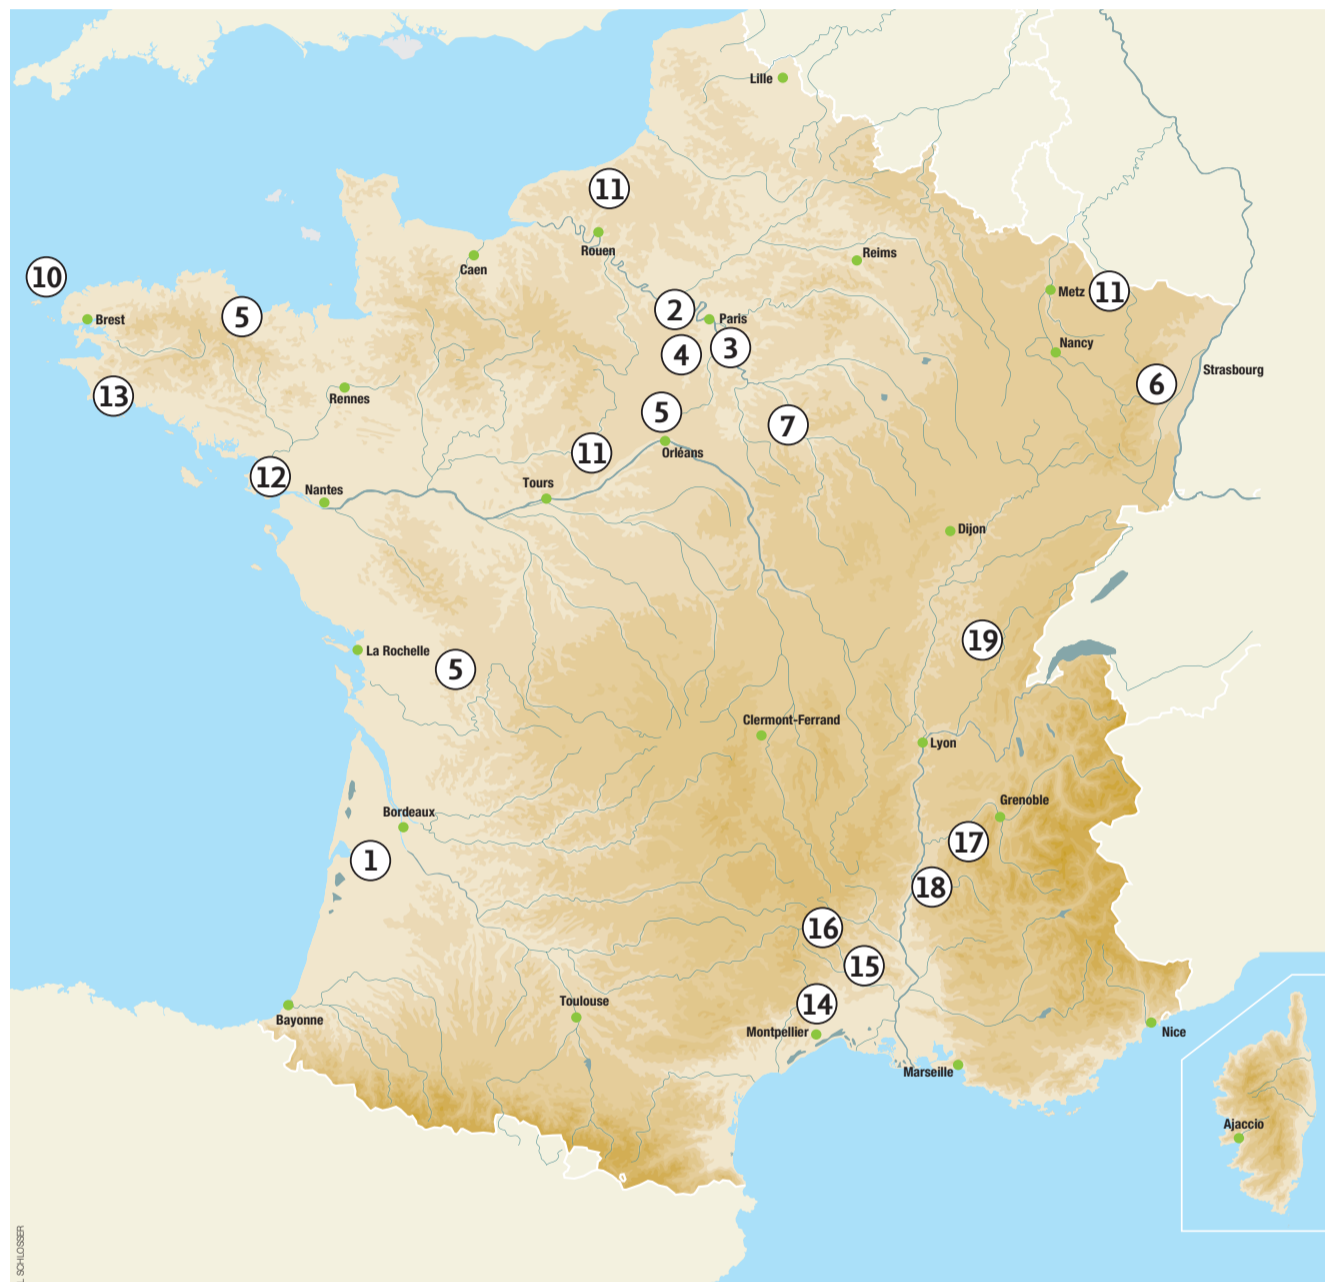 Lille
11
Rouen
Reims
Caen
10
Metz
11
2
Paris
5
Brest
3
4
Nancy
Strasbourg
6
13
Rennes
5
7
Orléans
11
12
Tours
Nantes
Dijon
19
La Rochelle
5
Clermont-Ferrand
Lyon
Grenoble
Bordeaux
17
1
18
16
15
14
Toulouse
Bayonne
Montpellier
Nice
Marseille
Ajaccio
L. SCHLOSSER